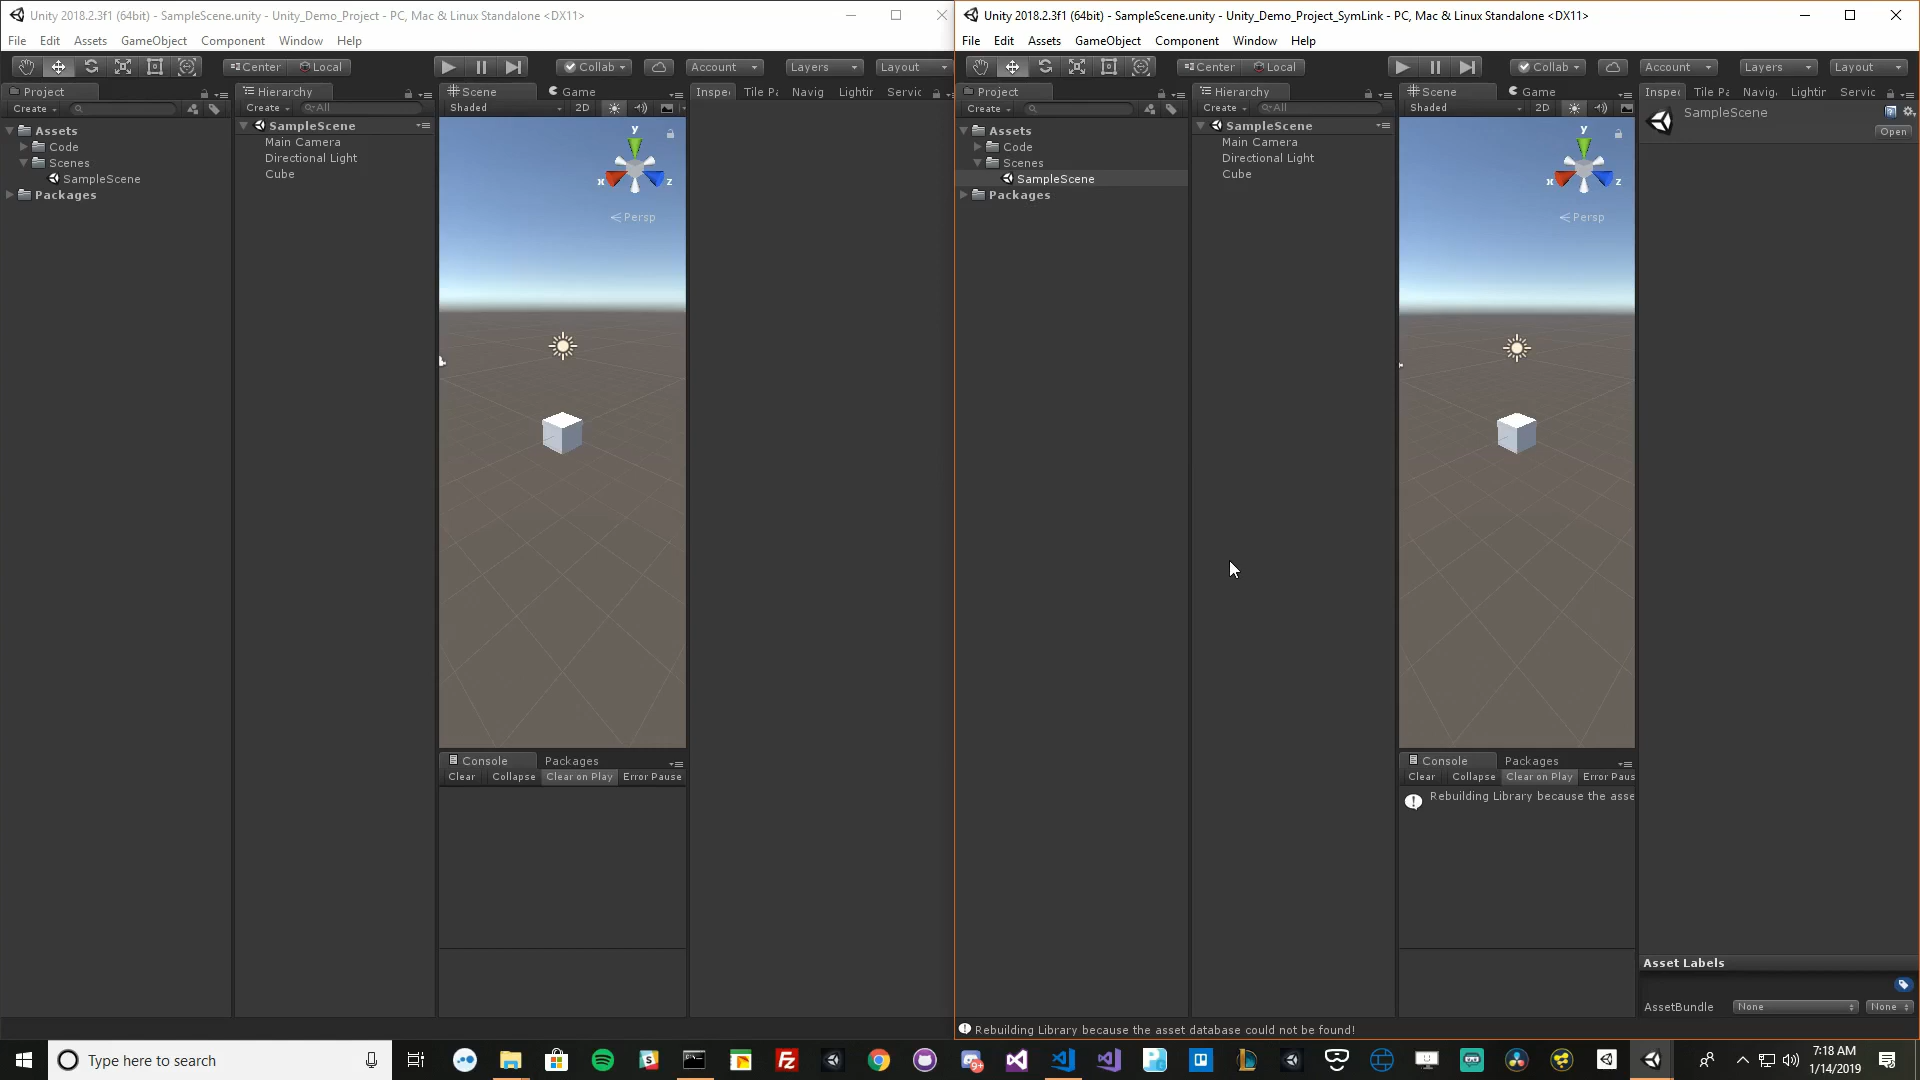 Unity 2018.2.3f1 (64bit) - SampleScene.unity - Unity_Demo_Project - PC, Mac & Linux Standalone <DX11>
File Edit Assets GameObject Component Window Help
Center Local Collab Account Layers Layout
Project Hierarchy Scene Game Inspe Tile Pa Navig Lightir Servic
Create Create All Shaded 2D
Assets
Code
Scenes
SampleScene
Packages
SampleScene
Main Camera
Directional Light
Cube
y
x z
Persp
Console Packages
Clear Collapse Clear on Play Error Pause
Unity 2018.2.3f1 (64bit) - SampleScene.unity - Unity_Demo_Project_SymLink - PC, Mac & Linux Standalone <DX11>
File Edit Assets GameObject Component Window Help
Center Local Collab Account Layers Layout
Project Hierarchy Scene Game Inspe Tile Pa Navig Lightir Servic
Create Create All Shaded 2D
Assets
Code
Scenes
SampleScene
Packages
SampleScene
Main Camera
Directional Light
Cube
y
x z
Persp
SampleScene
Open
Console Packages
Clear Collapse Clear on Play Error Paus
Rebuilding Library because the asse
Asset Labels
AssetBundle None None
Rebuilding Library because the asset database could not be found!
Type here to search
7:18 AM
1/14/2019